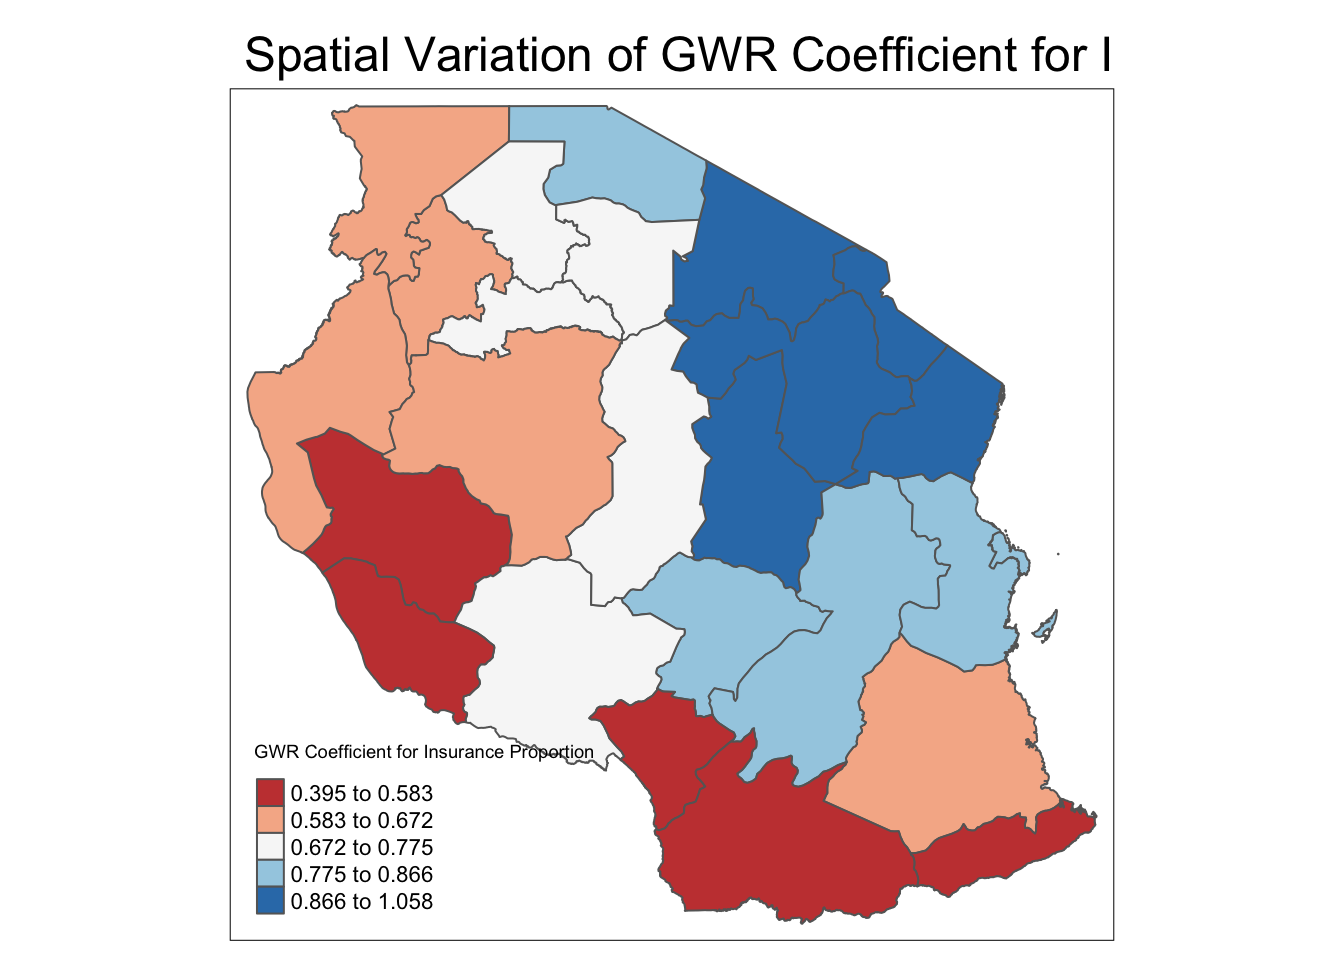 Spatial Variation of GWR Coefficient for I
GWR Coefficient for Insurance Proportion
0.395 to 0.583
0.583 to 0.672
0.672 to 0.775
0.775 to 0.866
0.866 to 1.058